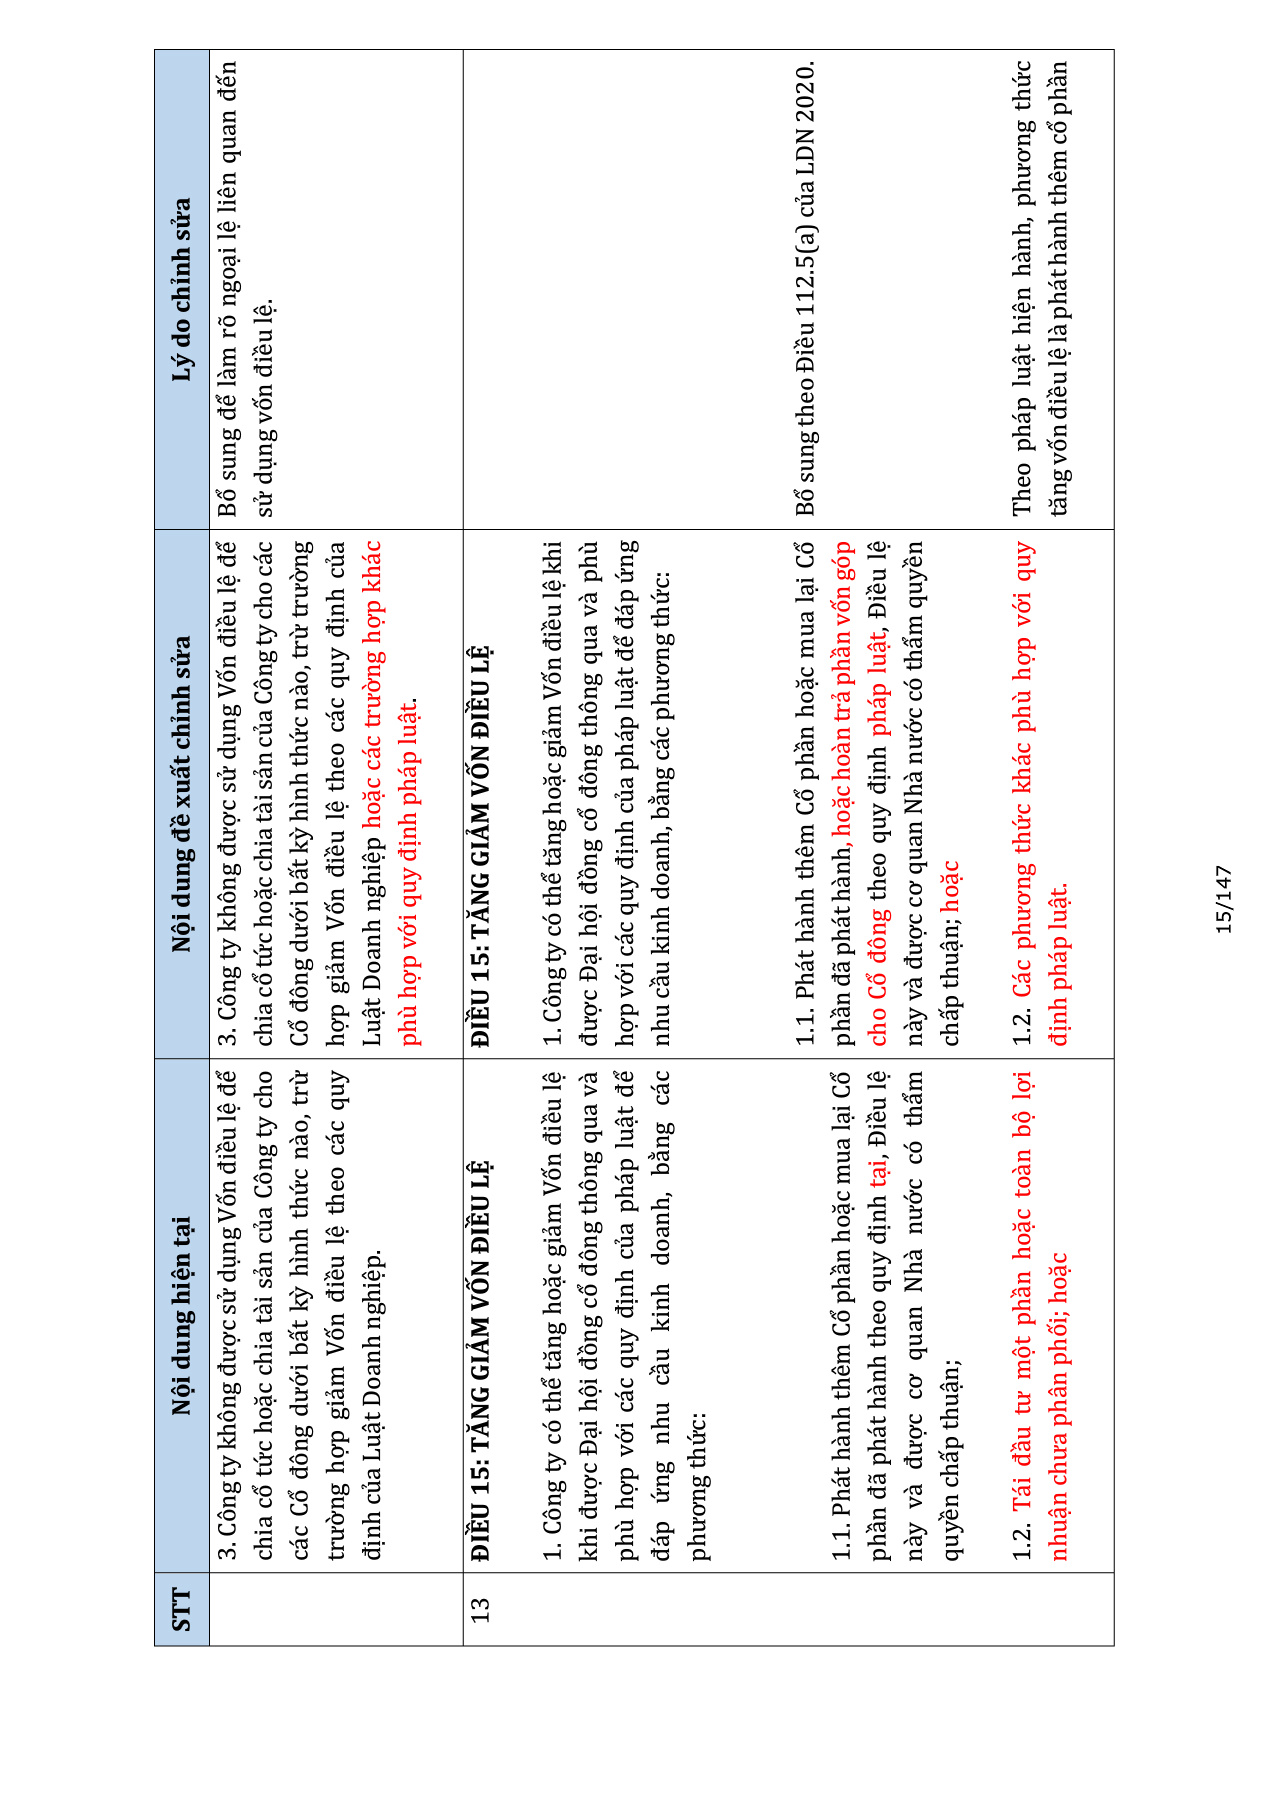 STT
Nội dung hiện tại
Nội dung đề xuất chỉnh sửa
Lý do chỉnh sửa
3. Công ty không được sử dụng Vốn điều lệ để
chia cổ tức hoặc chia tài sản của Công ty cho
các Cổ đông dưới bất kỳ hình thức nào, trừ
trường hợp giảm Vốn điều lệ theo các quy
định của Luật Doanh nghiệp.
3. Công ty không được sử dụng Vốn điều lệ để
chia cổ tức hoặc chia tài sản của Công ty cho các
Cổ đông dưới bất kỳ hình thức nào, trừ trường
hợp giảm Vốn điều lệ theo các quy định của
Luật Doanh nghiệp hoặc các trường hợp khác
phù hợp với quy định pháp luật.
Bổ sung để làm rõ ngoại lệ liên quan đến
sử dụng vốn điều lệ.
13
ĐIỀU 15: TĂNG GIẢM VỐN ĐIỀU LỆ
1. Công ty có thể tăng hoặc giảm Vốn điều lệ
khi được Đại hội đồng cổ đông thông qua và
phù hợp với các quy định của pháp luật để
đáp ứng nhu cầu kinh doanh, bằng các
phương thức:
1.1. Phát hành thêm Cổ phần hoặc mua lại Cổ
phần đã phát hành theo quy định tại, Điều lệ
này và được cơ quan Nhà nước có thẩm
quyền chấp thuận;
1.2. Tái đầu tư một phần hoặc toàn bộ lợi
nhuận chưa phân phối; hoặc
ĐIỀU 15: TĂNG GIẢM VỐN ĐIỀU LỆ
1. Công ty có thể tăng hoặc giảm Vốn điều lệ khi
được Đại hội đồng cổ đông thông qua và phù
hợp với các quy định của pháp luật để đáp ứng
nhu cầu kinh doanh, bằng các phương thức:
1.1. Phát hành thêm Cổ phần hoặc mua lại Cổ
phần đã phát hành, hoặc hoàn trả phần vốn góp
cho Cổ đông theo quy định pháp luật, Điều lệ
này và được cơ quan Nhà nước có thẩm quyền
chấp thuận; hoặc
1.2. Các phương thức khác phù hợp với quy
định pháp luật.
Bổ sung theo Điều 112.5(a) của LDN 2020.
Theo pháp luật hiện hành, phương thức
tăng vốn điều lệ là phát hành thêm cổ phần
15/147